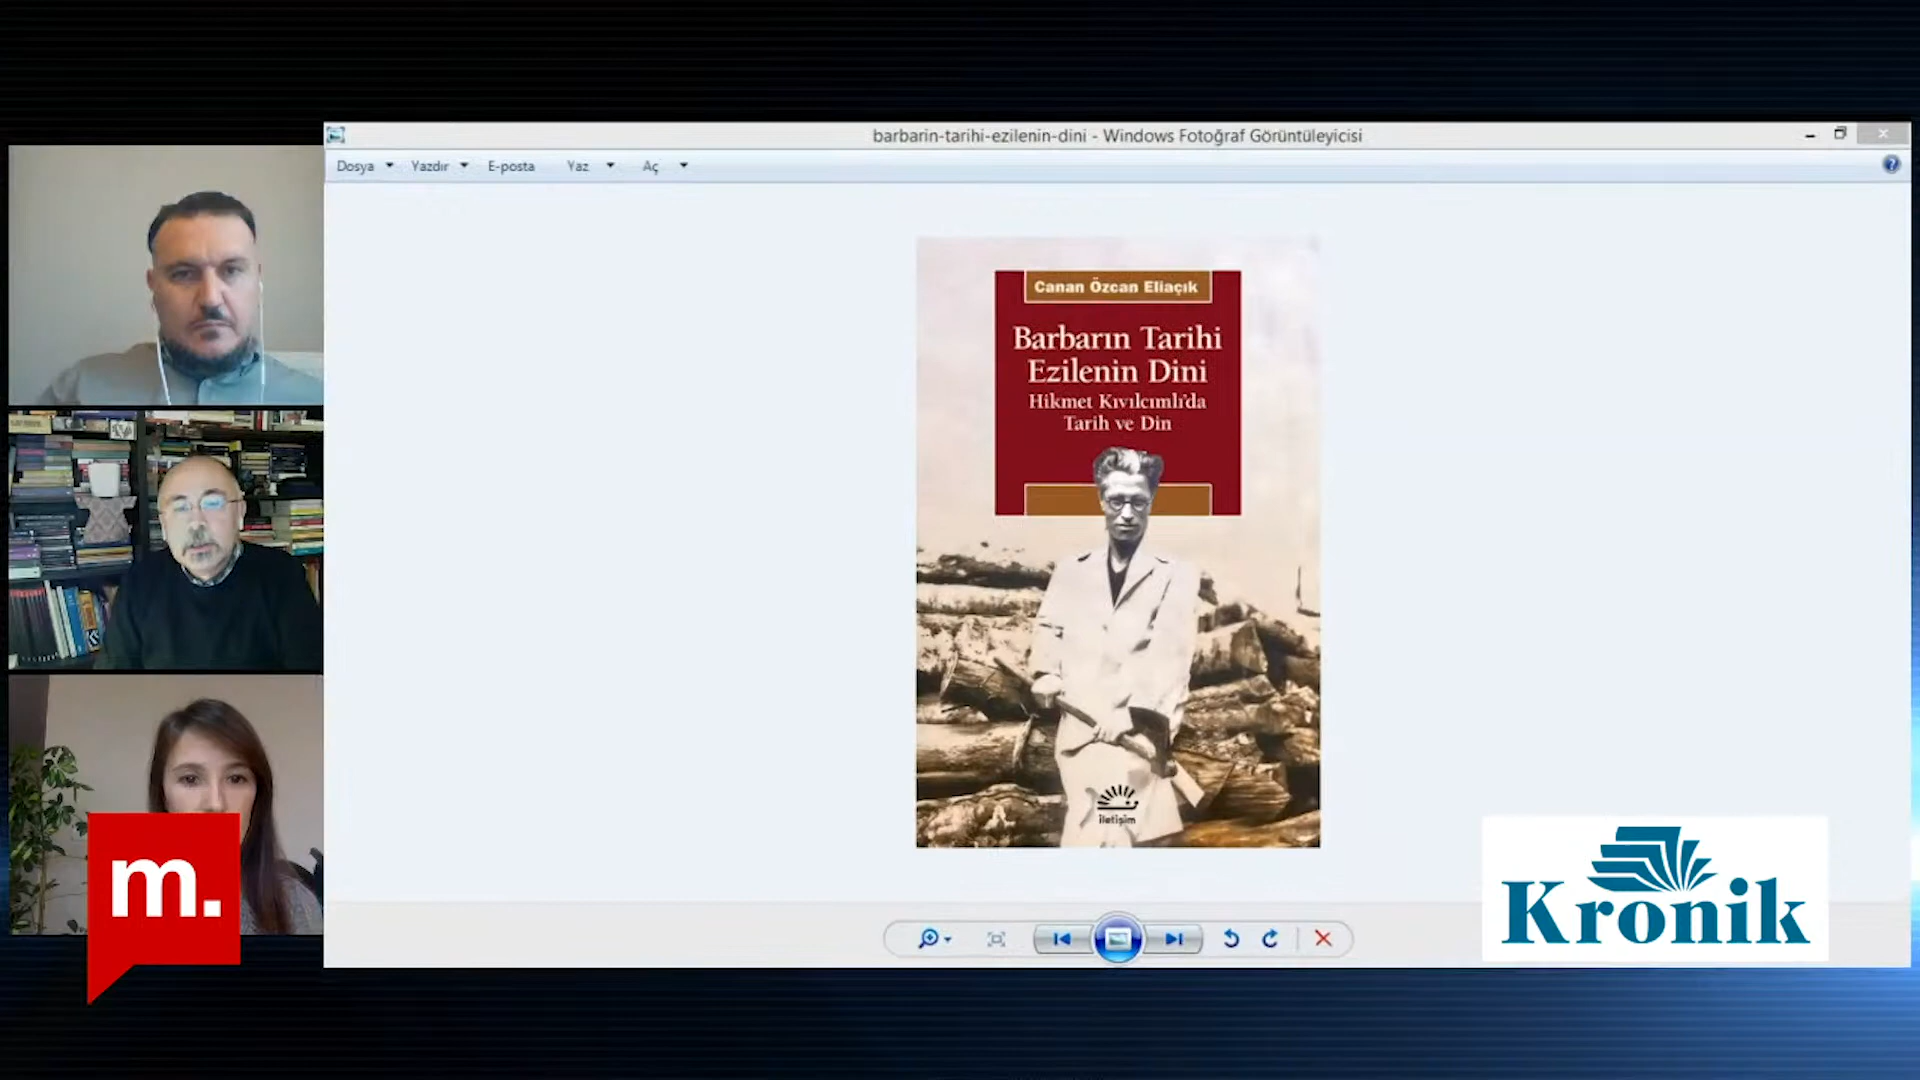 barbarin-tarihi-ezilenin-dini - Windows Fotoğraf Görüntüleyicisi
Dosya Yazdır E-posta Yaz Aç
Canan Özcan Eliaçık
Barbarın Tarihi
Ezilenin Dini
Hikmet Kıvılcımlı'da
Tarih ve Din
iletişim
m.
Kronik